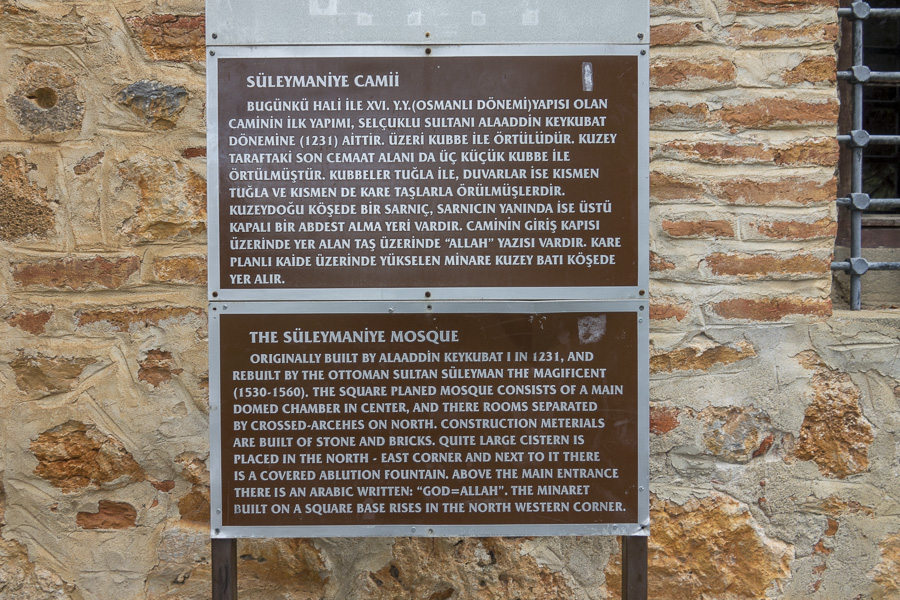 SÜLEYMANİYE CAMİİ
BUGÜNKÜ HALİ İLE XVI. Y.Y.(OSMANLI DÖNEMİ)YAPISI OLAN
CAMİNİN İLK YAPIMI, SELÇUKLU SULTANI ALAADDİN KEYKUBAT
DÖNEMİNE (1231) AİTTİR. ÜZERİ KUBBE İLE ÖRTÜLÜDÜR. KUZEY
TARAFTAKİ SON CEMAAT ALANI DA ÜÇ KÜÇÜK KUBBE İLE
ÖRTÜLMÜŞTÜR. KUBBELER TUĞLA İLE, DUVARLAR İSE KISMEN
TUĞLA VE KISMEN DE KARE TAŞLARLA ÖRÜLMÜŞLERDİR.
KUZEYDOĞU KÖŞEDE BİR SARNIÇ, SARNICIN YANINDA İSE ÜSTÜ
KAPALI BİR ABDEST ALMA YERİ VARDIR. CAMİNİN GİRİŞ KAPISI
ÜZERİNDE YER ALAN TAŞ ÜZERİNDE “ALLAH” YAZISI VARDIR. KARE
PLANLI KAİDE ÜZERİNDE YÜKSELEN MİNARE KUZEY BATI KÖŞEDE
YER ALIR.
THE SÜLEYMANİYE MOSQUE
ORIGINALLY BUILT BY ALAADDİN KEYKUBAT I IN 1231, AND
REBUILT BY THE OTTOMAN SULTAN SÜLEYMAN THE MAGIFICENT
(1530-1560). THE SQUARE PLANED MOSQUE CONSISTS OF A MAIN
DOMED CHAMBER IN CENTER, AND THERE ROOMS SEPARATED
BY CROSSED-ARCEHES ON NORTH. CONSTRUCTION METERIALS
ARE BUILT OF STONE AND BRICKS. QUITE LARGE CISTERN IS
PLACED IN THE NORTH - EAST CORNER AND NEXT TO IT THERE
IS A COVERED ABLUTION FOUNTAIN. ABOVE THE MAIN ENTRANCE
THERE IS AN ARABIC WRITTEN: “GOD=ALLAH”. THE MINARET
BUILT ON A SQUARE BASE RISES IN THE NORTH WESTERN CORNER.